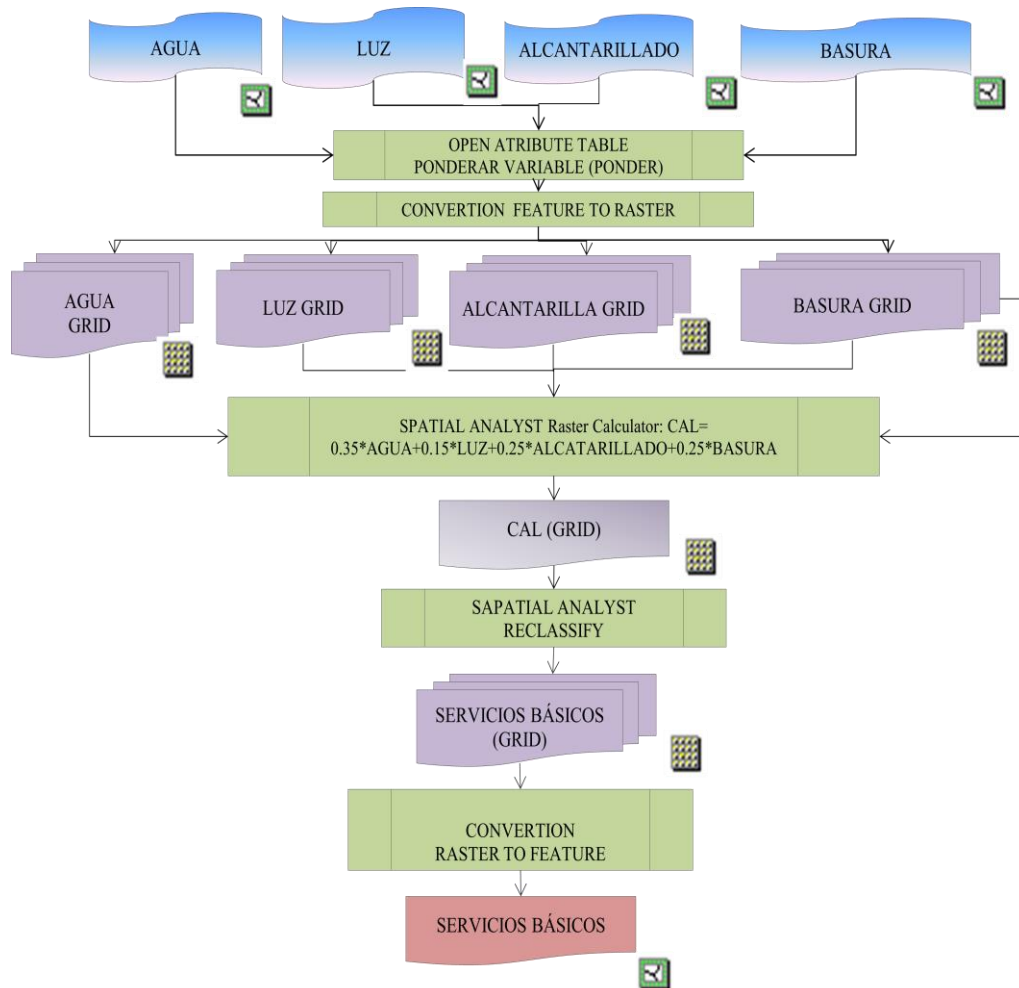 AGUA
LUZ
ALCANTARILLADO
BASURA
OPEN ATRIBUTE TABLE
PONDERAR VARIABLE (PONDER)
CONVERTION FEATURE TO RASTER
AGUA
GRID
LUZ GRID
ALCANTARILLA GRID
BASURA GRID
SPATIAL ANALYST Raster Calculator: CAL=
0.35*AGUA+0.15*LUZ+0.25*ALCATARILLADO+0.25*BASURA
CAL (GRID)
SAPATIAL ANALYST
RECLASSIFY
SERVICIOS BÁSICOS
(GRID)
CONVERTION
RASTER TO FEATURE
SERVICIOS BÁSICOS